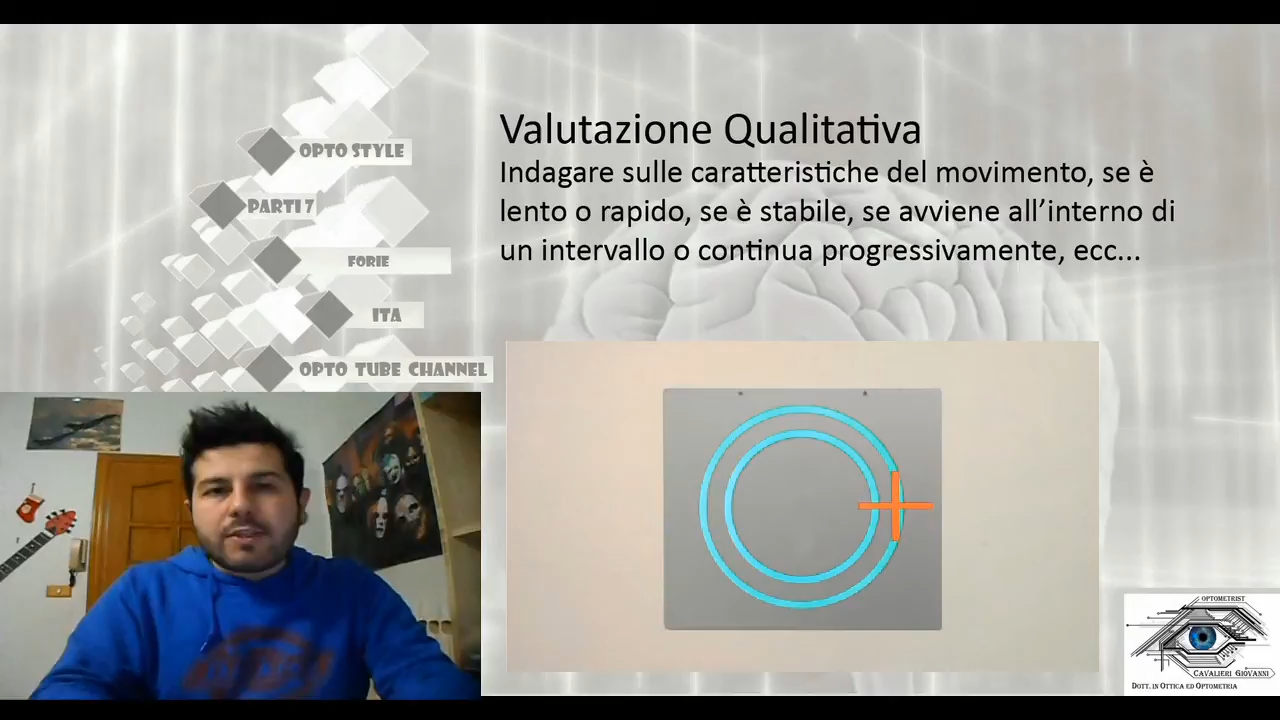 Valutazione Qualitativa
Indagare sulle caratteristiche del movimento, se è
lento o rapido, se è stabile, se avviene all’interno di
un intervallo o continua progressivamente, ecc...
OPTO STYLE
PARTI 7
FORIE
ITA
OPTO TUBE CHANNEL
OPTOMETRIST
CAVALIERI GIOVANNI
DOTT. IN OTTICA ED OPTOMETRIA